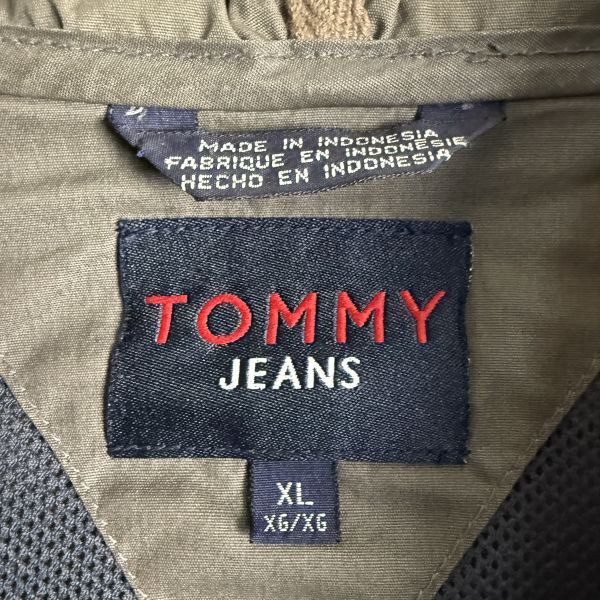 MADE IN INDONESIA
FABRIQUE EN INDONESIE
HECHO EN INDONESIA
TOMMY
JEANS
XL
XG/XG